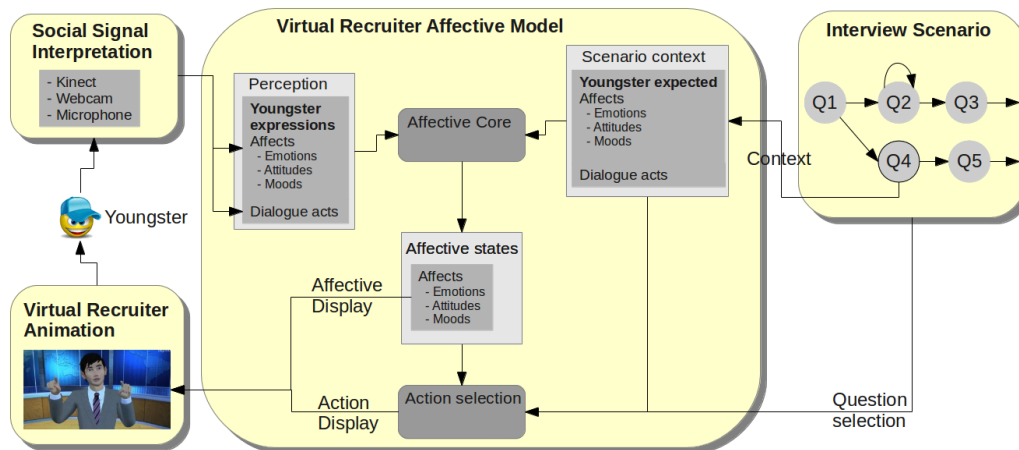 Social Signal
Interpretation
- Kinect
- Webcam
- Microphone
Youngster
Virtual Recruiter
Animation
Virtual Recruiter Affective Model
Perception
Youngster
expressions
Affects
- Emotions
- Attitudes
- Moods
Dialogue acts
Affective Core
Scenario context
Youngster expected
Affects
- Emotions
- Attitudes
- Moods
Dialogue acts
Affective states
Affects
- Emotions
- Attitudes
- Moods
Affective
Display
Action selection
Action
Display
Interview Scenario
Q1
Q2
Q3
Q4
Q5
Context
Question
selection